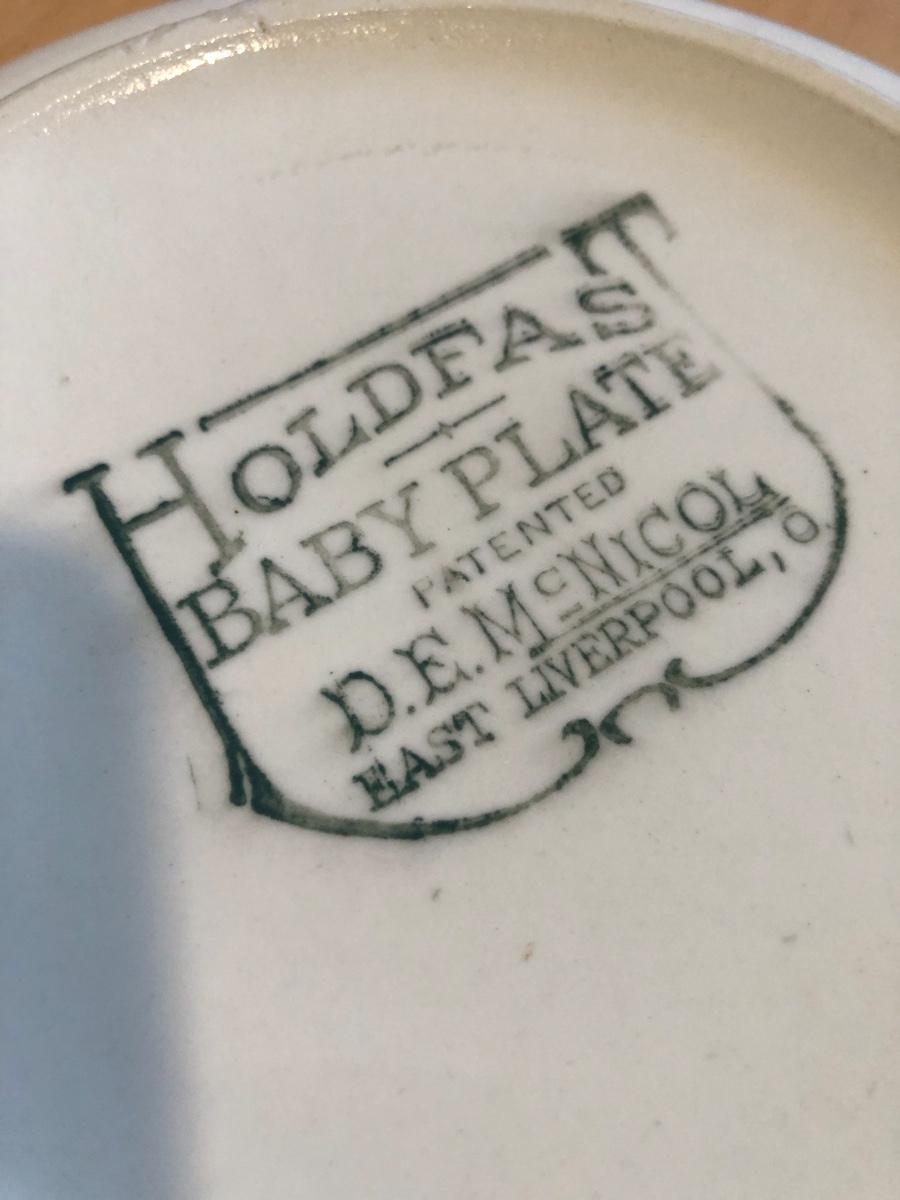 HOLDFAST
BABY PLATE
PATENTED
D.E. McNICOL
EAST LIVERPOOL, O.